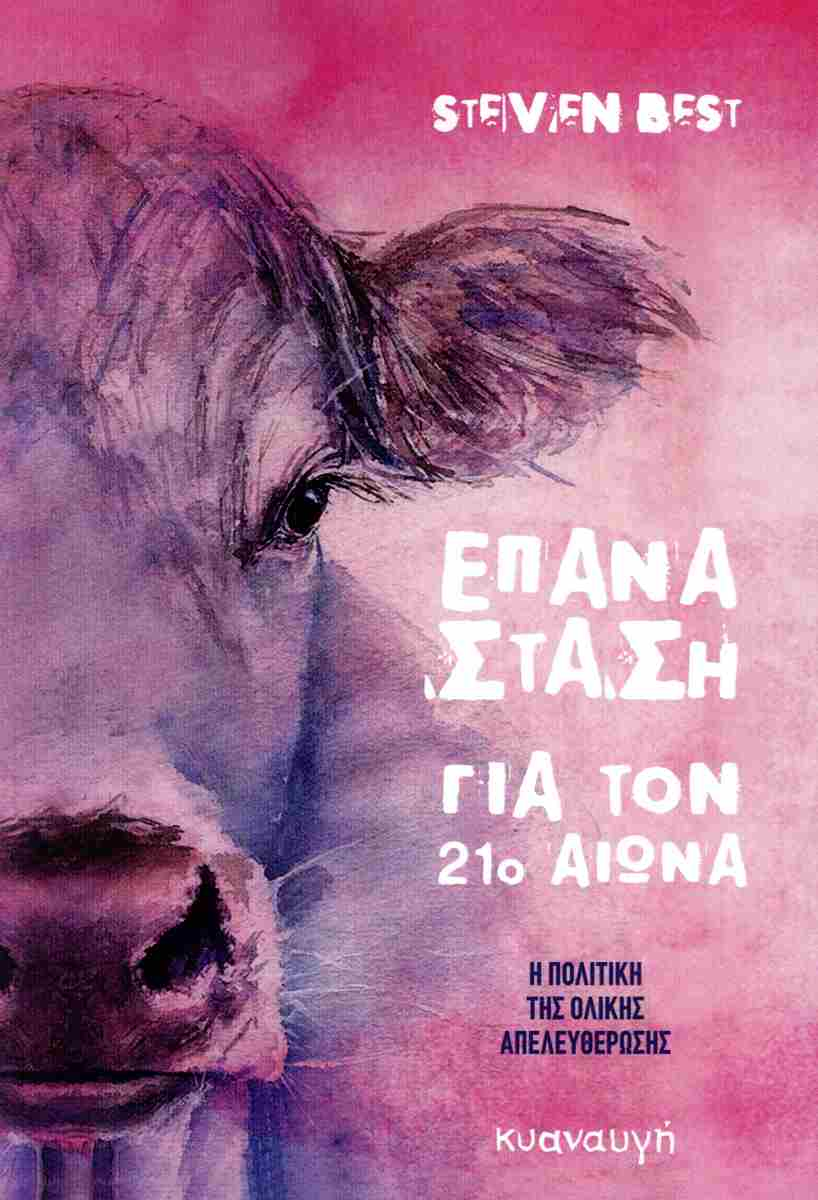 STEVEN BEST
ΕΠΑΝΑ
ΣΤΑΣΗ
ΓΙΑ ΤΟΝ
21ο ΑΙΩΝΑ
Η ΠΟΛΙΤΙΚΗ
ΤΗΣ ΟΛΙΚΗΣ
ΑΠΕΛΕΥΘΕΡΩΣΗΣ
κυαναυγή